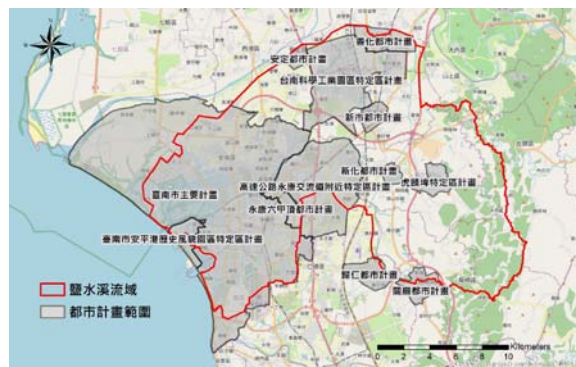 善化都市計畫
安定都市計畫
台南科學工業園區特定區計畫
新市都市計畫
新化都市計畫
高速公路永康交流道附近特定區計畫
虎頭埤特定區計畫
臺南市主要計畫
永康六甲頂都市計畫
臺南市安平港歷史風貌園區特定區計畫
歸仁都市計畫
關廟都市計畫
鹽水溪流域
都市計畫範圍
Kilometers
0 2 4 6 8 10